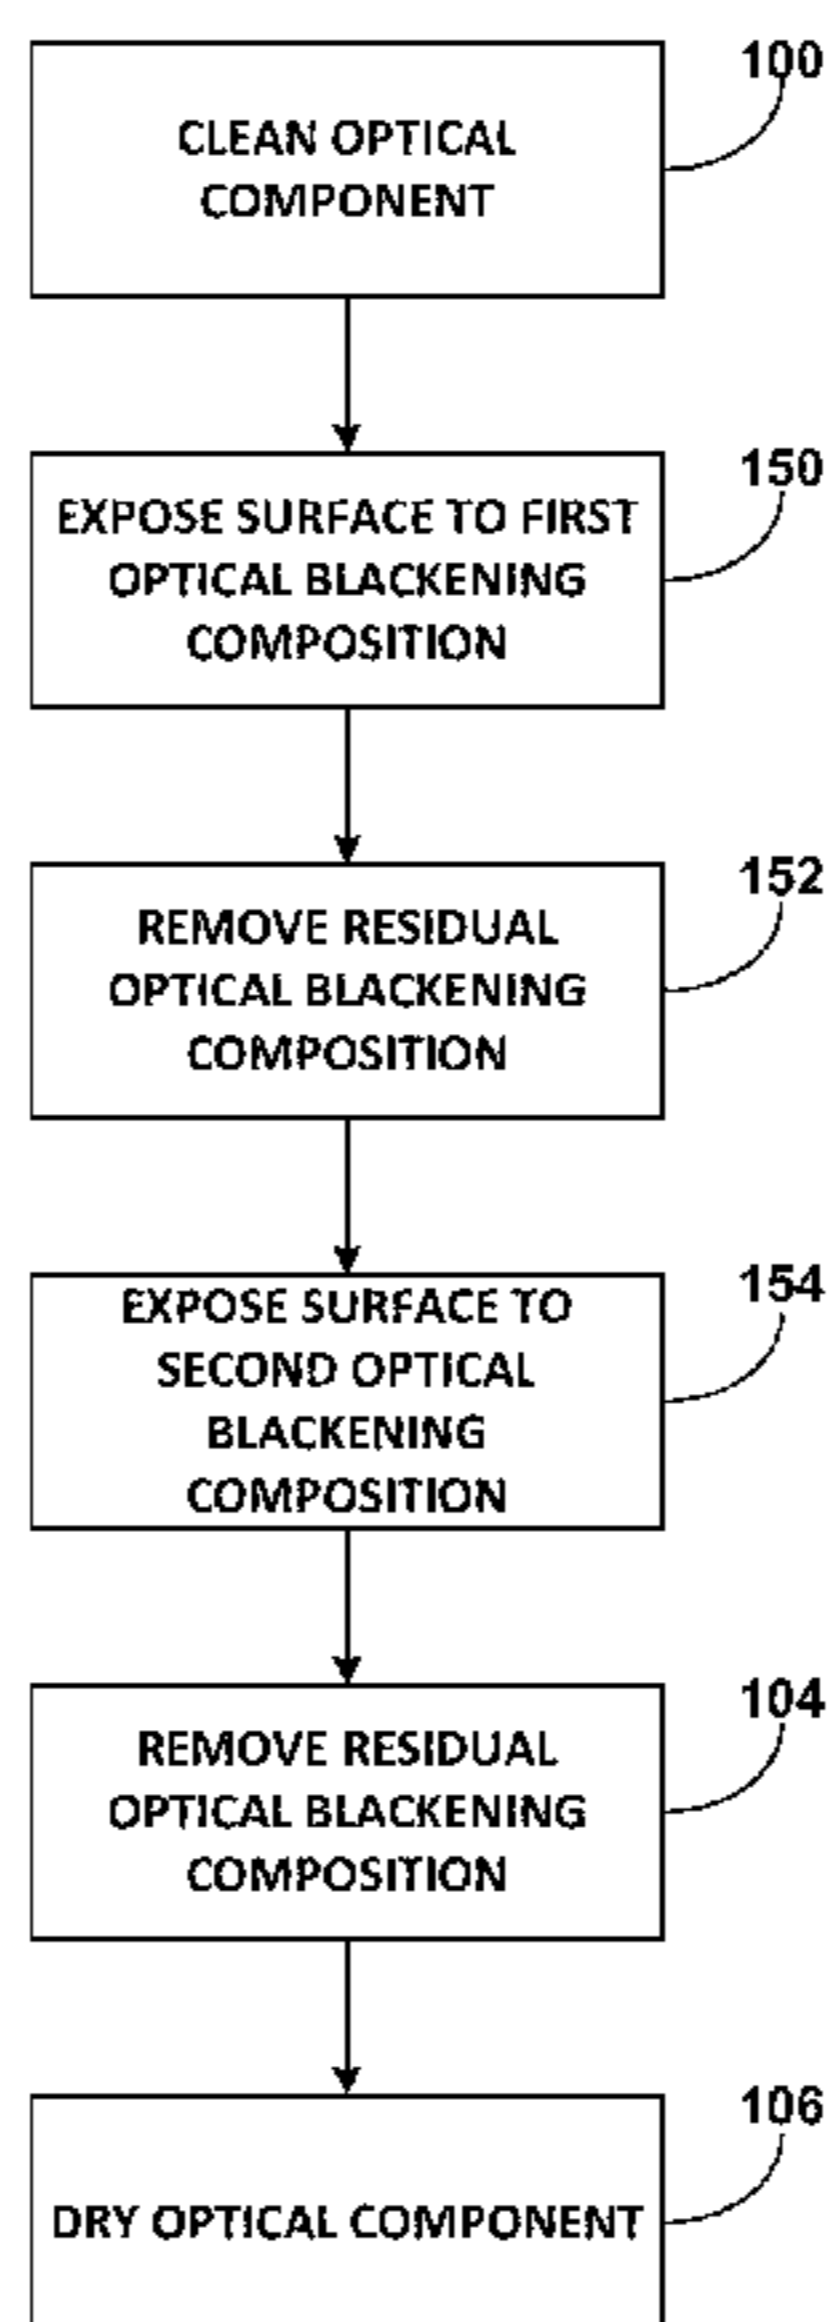 100
CLEAN OPTICAL
COMPONENT
150
EXPOSE SURFACE TO FIRST
OPTICAL BLACKENING
COMPOSITION
152
REMOVE RESIDUAL
OPTICAL BLACKENING
COMPOSITION
154
EXPOSE SURFACE TO
SECOND OPTICAL
BLACKENING
COMPOSITION
104
REMOVE RESIDUAL
OPTICAL BLACKENING
COMPOSITION
106
DRY OPTICAL COMPONENT